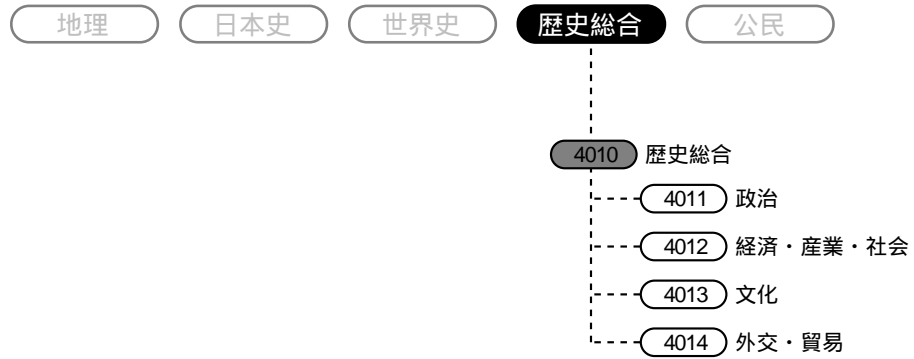 地理 日本史 世界史 歴史総合 公民
4010 歴史総合
4011 政治
4012 経済・産業・社会
4013 文化
4014 外交・貿易